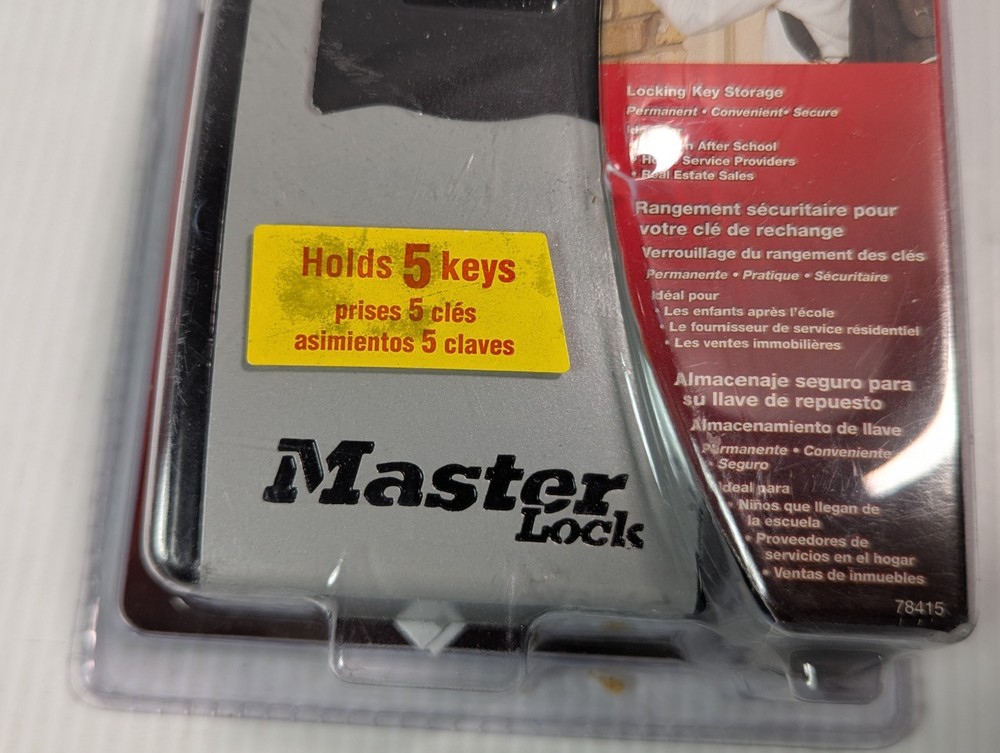 Holds 5 keys
prises 5 clés
asimientos 5 claves
Master
Lock
Locking Key Storage
Permanent • Convenient • Secure
After School
Service Providers
• Real Estate Sales
Rangement sécuritaire pour
votre clé de rechange
Verrouillage du rangement des clés
Permanente • Pratique • Sécuritaire
Idéal pour
• Les enfants après l'école
• Le fournisseur de service résidentiel
• Les ventes immobilières
Almacenaje seguro para
su llave de repuesto
Almacenamiento de llave
Permanente • Conveniente
• Seguro
Ideal para
• Niños que llegan de
la escuela
• Proveedores de
servicios en el hogar
• Ventas de inmuebles
78415